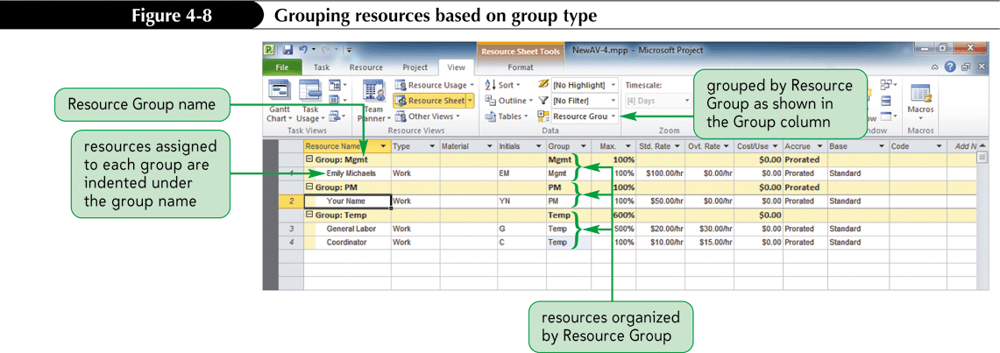 Figure 4-8 Grouping resources based on group type
Resource Sheet Tools NewAV-4.mpp - Microsoft Project
File Task Resource Project View Format
Resource Usage Sort [No Highlight] Timescale:
Gantt Chart Task Usage Team Planner Resource Sheet Outline [No Filter] [4] Days Macros
Other Views Tables Resource Grou
Task Views Resource Views Data Zoom ndow Macros
grouped by Resource
Group as shown in
the Group column
Resource Group name
resources assigned
to each group are
indented under
the group name
Resource Name Type Material Initials Group Max. Std. Rate Ovt. Rate Cost/Use Accrue Base Code Add N
Group: Mgmt Mgmt 100% $0.00 Prorated
1 Emily Michaels Work EM Mgmt 100% $100.00/hr $0.00/hr $0.00 Prorated Standard
Group: PM PM 100% $0.00 Prorated
2 Your Name Work YN PM 100% $50.00/hr $0.00/hr $0.00 Prorated Standard
Group: Temp Temp 600% $0.00
3 General Labor Work G Temp 500% $20.00/hr $30.00/hr $0.00 Prorated Standard
4 Coordinator Work C Temp 100% $10.00/hr $15.00/hr $0.00 Prorated Standard
resources organized
by Resource Group